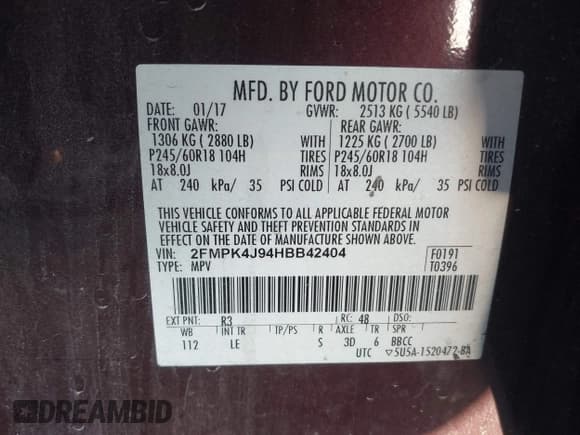 MFD. BY FORD MOTOR CO.
DATE: 01/17 GVWR: 2513 KG ( 5540 LB)
FRONT GAWR: REAR GAWR:
1306 KG ( 2880 LB) WITH 1225 KG ( 2700 LB) WITH
P245/60R18 104H TIRES P245/60R18 104H TIRES
18x8.0J RIMS 18x8.0J RIMS
AT 240 kPa/ 35 PSI COLD AT 240 kPa/ 35 PSI COLD
THIS VEHICLE CONFORMS TO ALL APPLICABLE FEDERAL MOTOR
VEHICLE SAFETY AND THEFT PREVENTION STANDARDS IN
EFFECT ON THE DATE OF MANUFACTURE SHOWN ABOVE.
VIN: 2FMPK4J94HBB42404 F0191
TYPE: MPV T0396
EXT PNT: R3 RC: 48 DSO:
WB INT TR TP/PS R AXLE TR SPR
112 LE S 3D 6 BBCC
UTC ▽5U5A-1520472-BA
DREAMBID